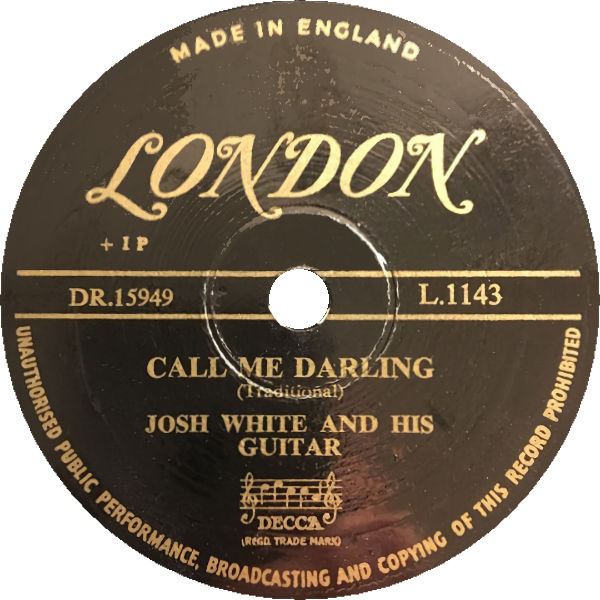 MADE IN ENGLAND
LONDON
+ I P
DR.15949
L.1143
CALL ME DARLING
(Traditional)
JOSH WHITE AND HIS
GUITAR
DECCA
(REGD. TRADE MARK)
UNAUTHORISED PUBLIC PERFORMANCE, BROADCASTING AND COPYING OF THIS RECORD PROHIBITED